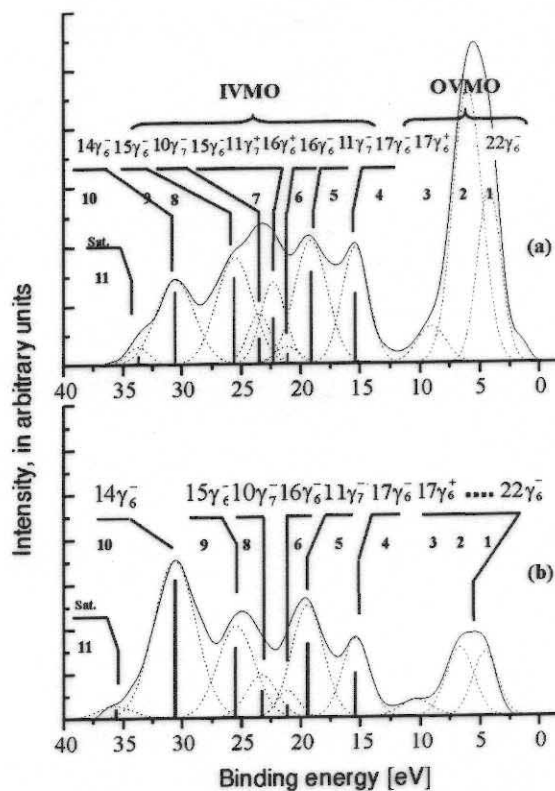 IVMO OVMO
14γ₆⁻ 15γ₆⁻ 10γ₇⁻ 15γ₆⁻ 11γ₇⁺ 16γ₆⁺ 16γ₆⁻ 11γ₇⁻ 17γ₆⁻ 17γ₆⁺ 22γ₆⁻
10 9 8 7 6 5 4 3 2 1
Sat.
11
(a)
40 35 30 25 20 15 10 5 0
Intensity, in arbitrary units
14γ₆⁻ 15γ₆⁻ 10γ₇⁻ 16γ₆⁻ 11γ₇⁻ 17γ₆⁻ 17γ₆⁺ .... 22γ₆⁻
10 9 8 6 5 4 3 2 1
Sat.
11
(b)
40 35 30 25 20 15 10 5 0
Binding energy [eV]